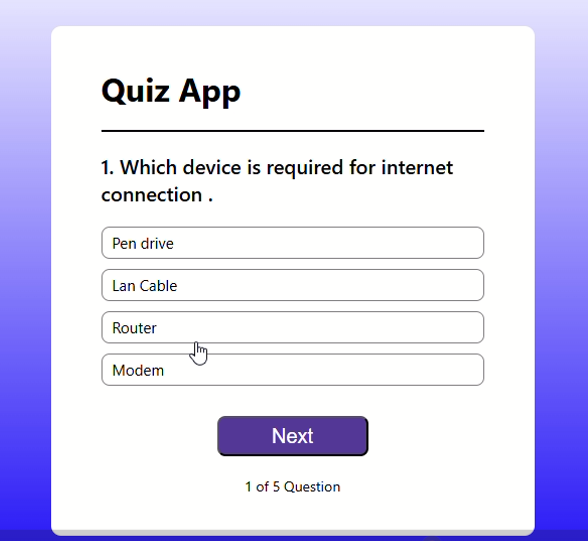 Quiz App
1. Which device is required for internet
connection .
Pen drive
Lan Cable
Router
Modem
Next
1 of 5 Question